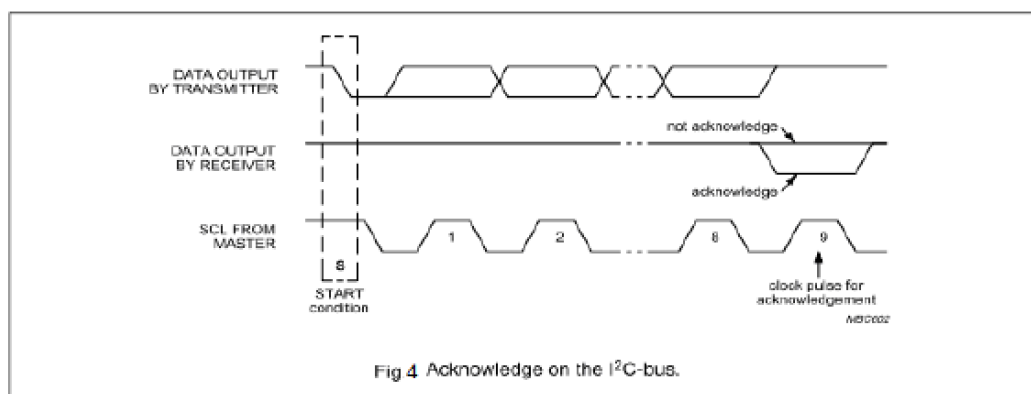 DATA OUTPUT
BY TRANSMITTER
not acknowledge
DATA OUTPUT
BY RECEIVER
acknowledge
SCL FROM
MASTER
1
2
8
9
S
START
condition
clock pulse for
acknowledgement
MBC602
Fig 4 Acknowledge on the I²C-bus.